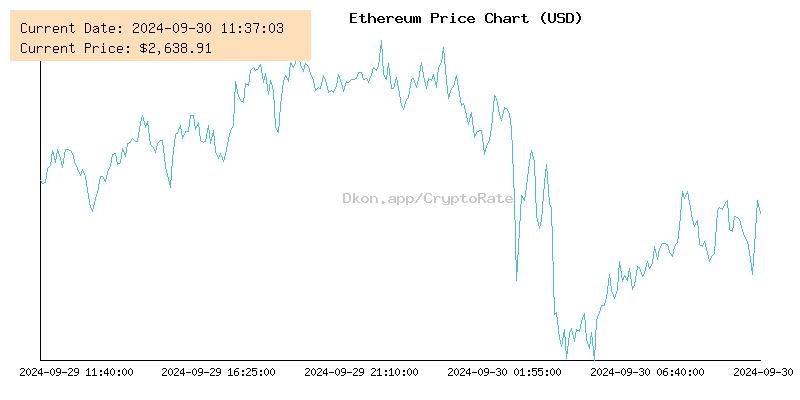 Ethereum Price Chart (USD)
Current Date: 2024-09-30 11:37:03
Current Price: $2,638.91
Dkon.app/CryptoRate
2024-09-29 11:40:00
2024-09-29 16:25:00
2024-09-29 21:10:00
2024-09-30 01:55:00
2024-09-30 06:40:00
2024-09-30